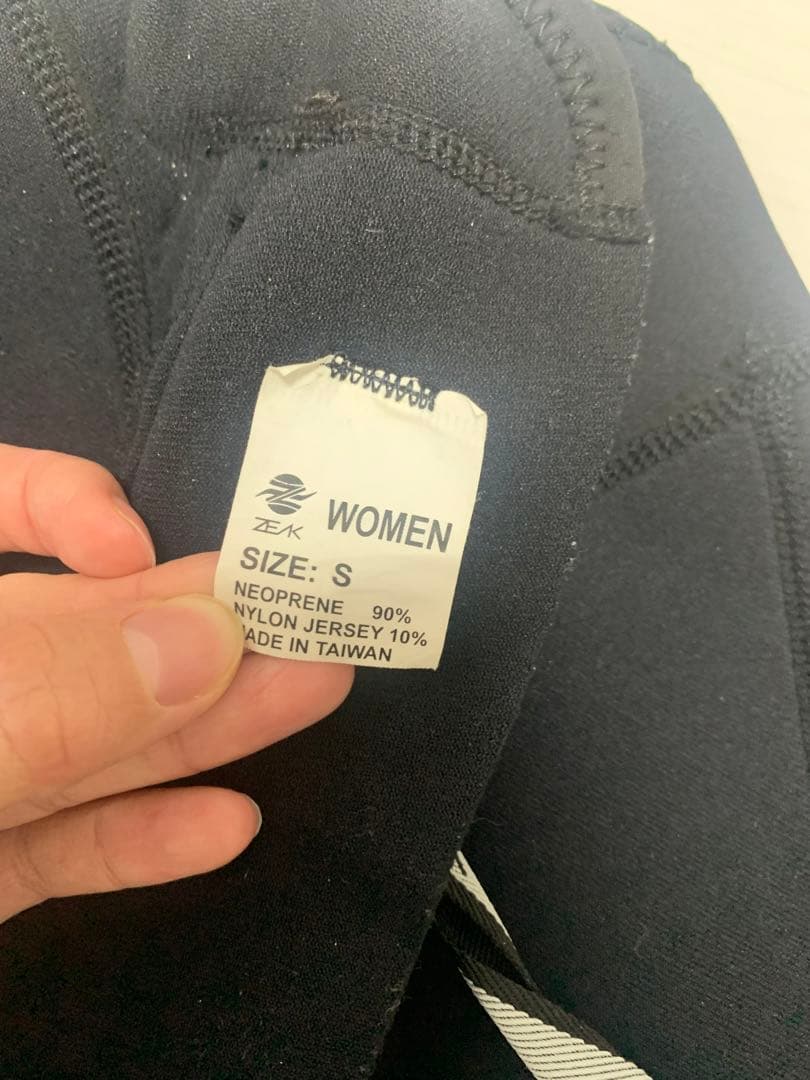 ZEAK
WOMEN
SIZE: S
NEOPRENE 90%
NYLON JERSEY 10%
ADE IN TAIWAN